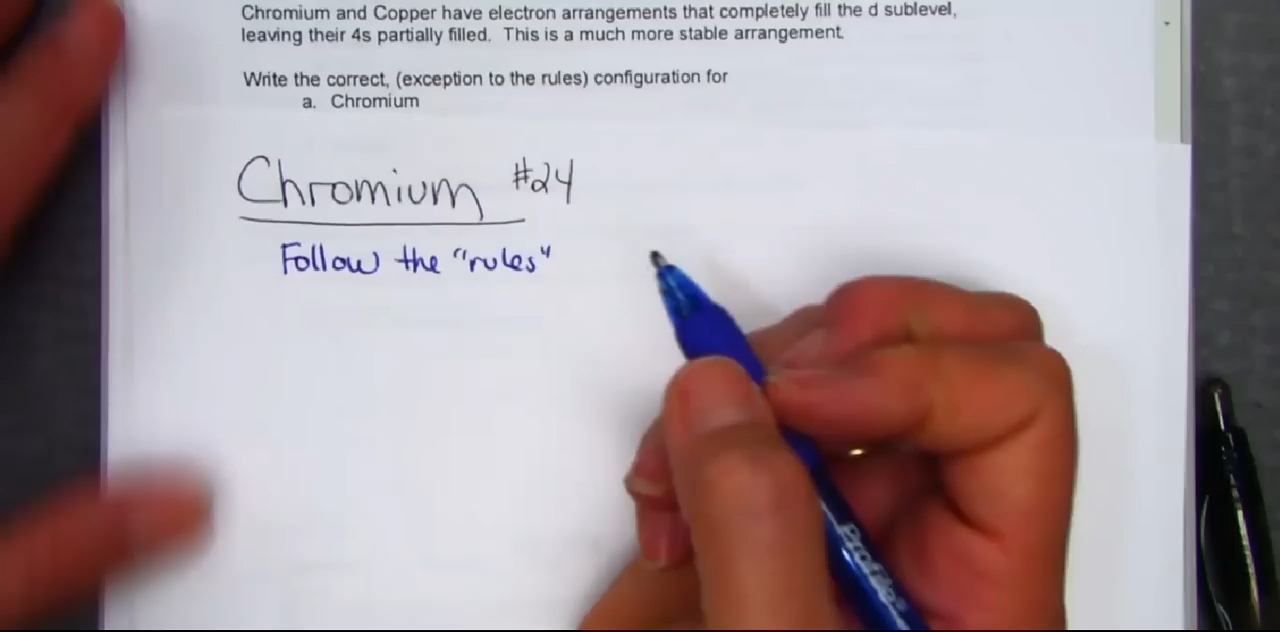 Chromium and Copper have electron arrangements that completely fill the d sublevel,
leaving their 4s partially filled. This is a much more stable arrangement.
Write the correct, (exception to the rules) configuration for
a. Chromium
Chromium #24
Follow the "rules"
Profile